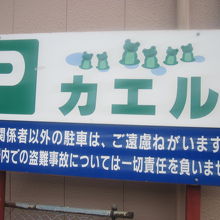 P カエル
関係者以外の駐車は、ご遠慮ねがいます
内での盗難事故については一切責任を負いませ